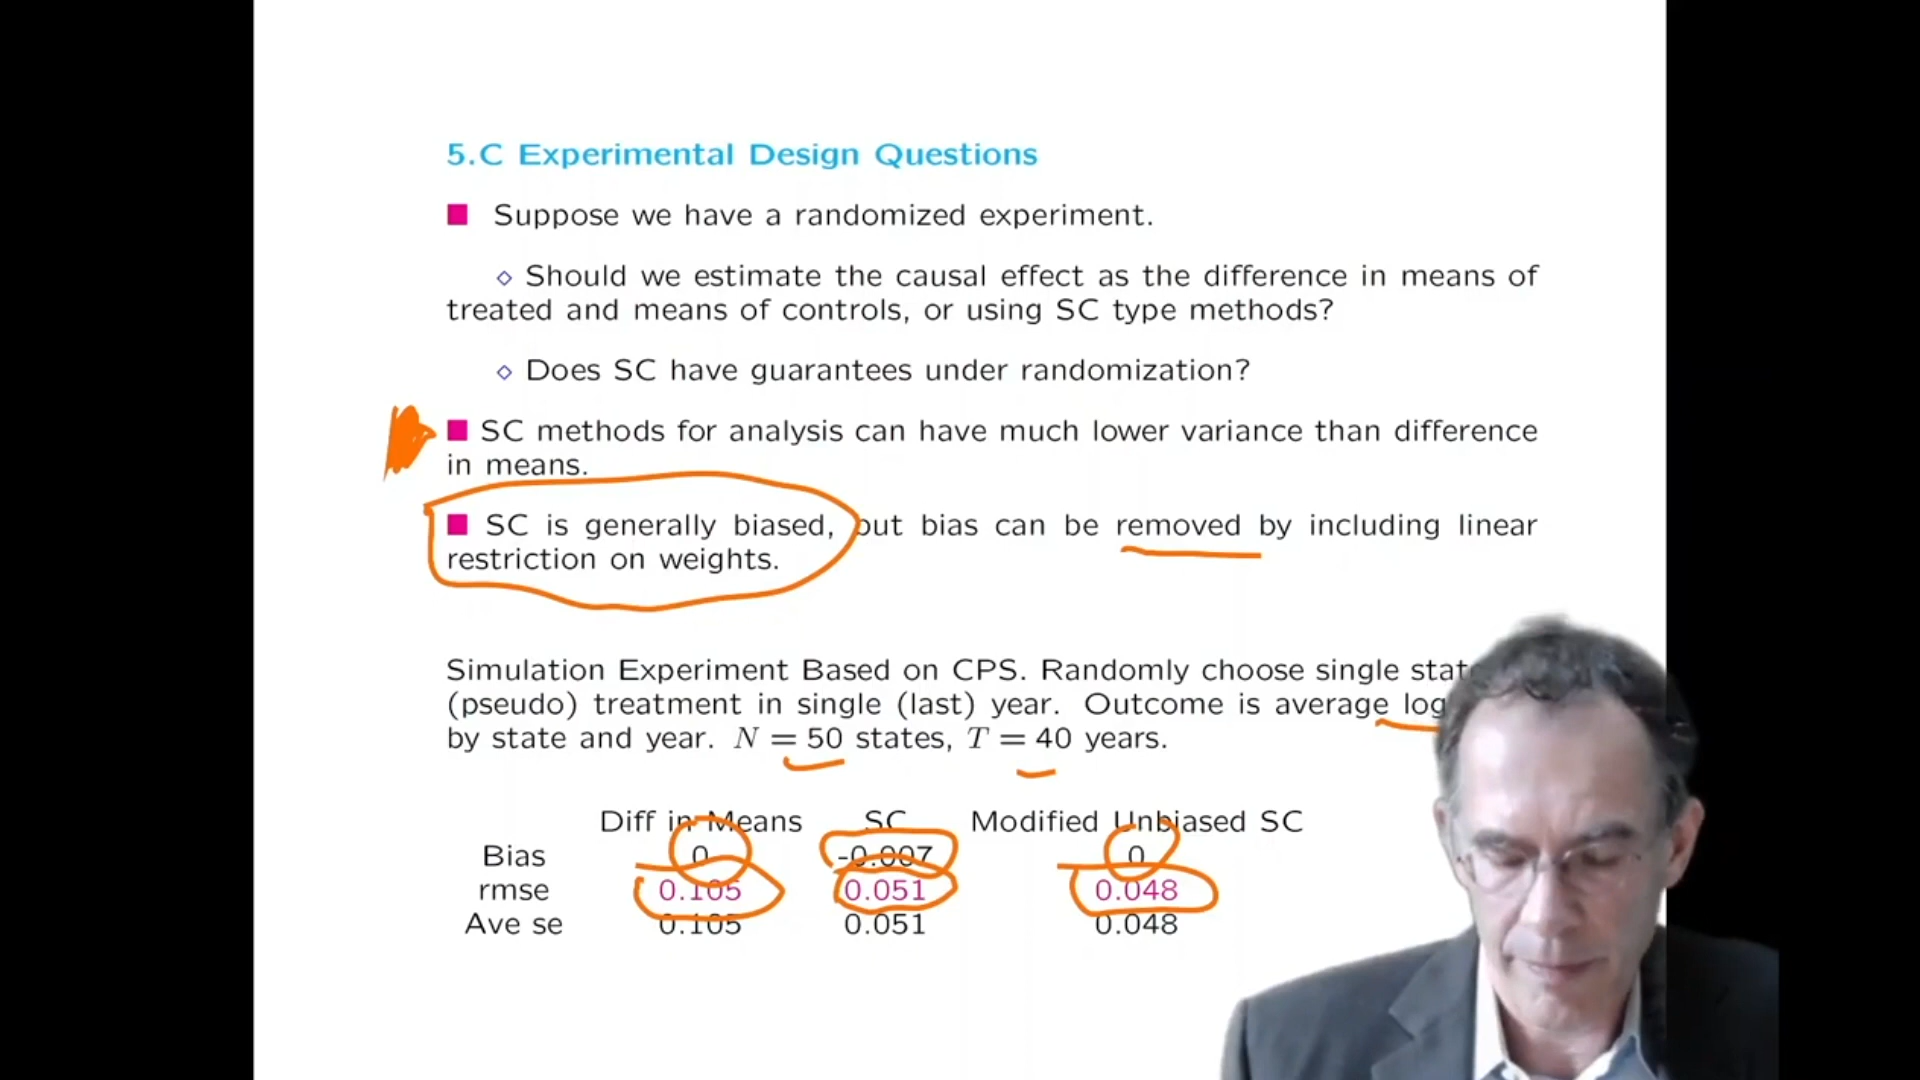 5.C Experimental Design Questions
Suppose we have a randomized experiment.
Should we estimate the causal effect as the difference in means of
treated and means of controls, or using SC type methods?
Does SC have guarantees under randomization?
SC methods for analysis can have much lower variance than difference
in means.
SC is generally biased, but bias can be removed by including linear
restriction on weights.
Simulation Experiment Based on CPS. Randomly choose single
(pseudo) treatment in single (last) year. Outcome is average log
by state and year. N = 50 states, T = 40 years.
Diff in Means SC Modified Unbiased SC
Bias 0 -0.007 0
rmse 0.105 0.051 0.048
Ave se 0.105 0.051 0.048